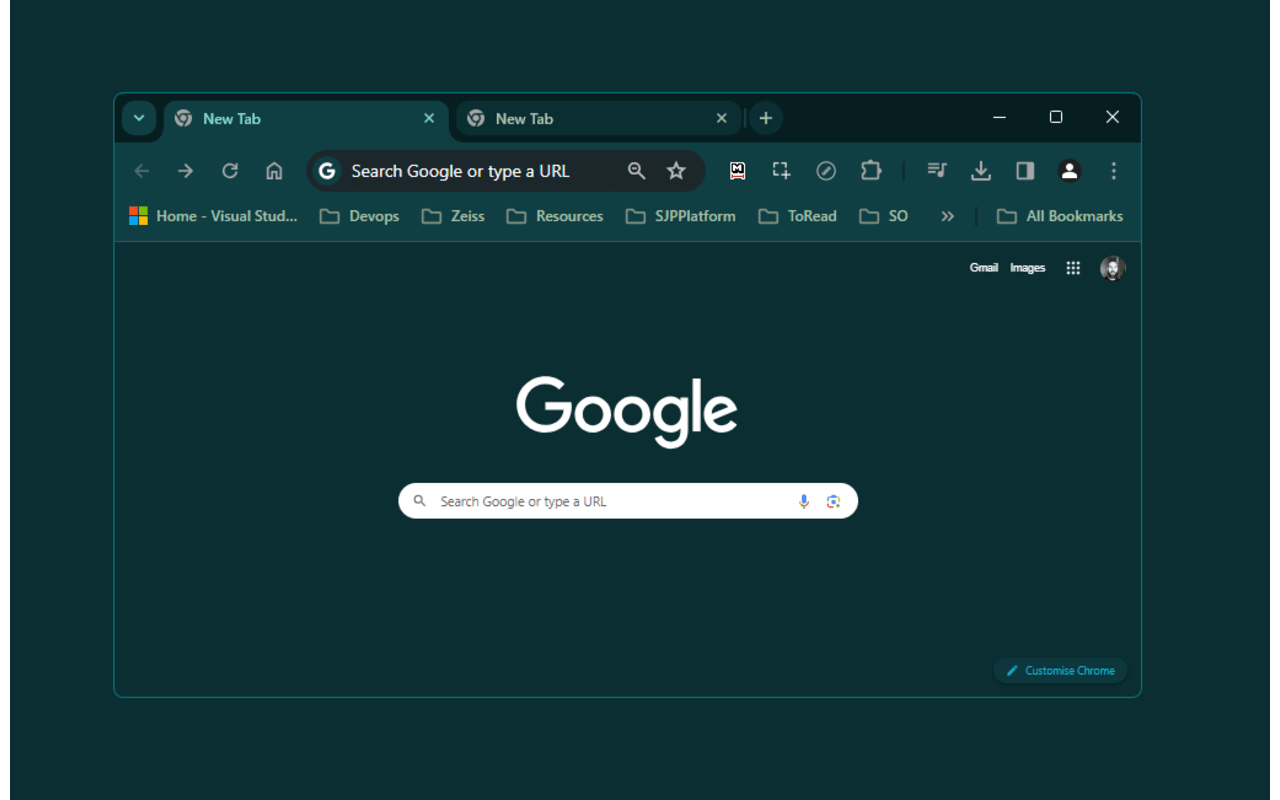 New Tab New Tab
G Search Google or type a URL M
Home - Visual Stud... Devops Zeiss Resources SJPPlatform ToRead SO All Bookmarks
Gmail Images
Google
Search Google or type a URL
Customise Chrome